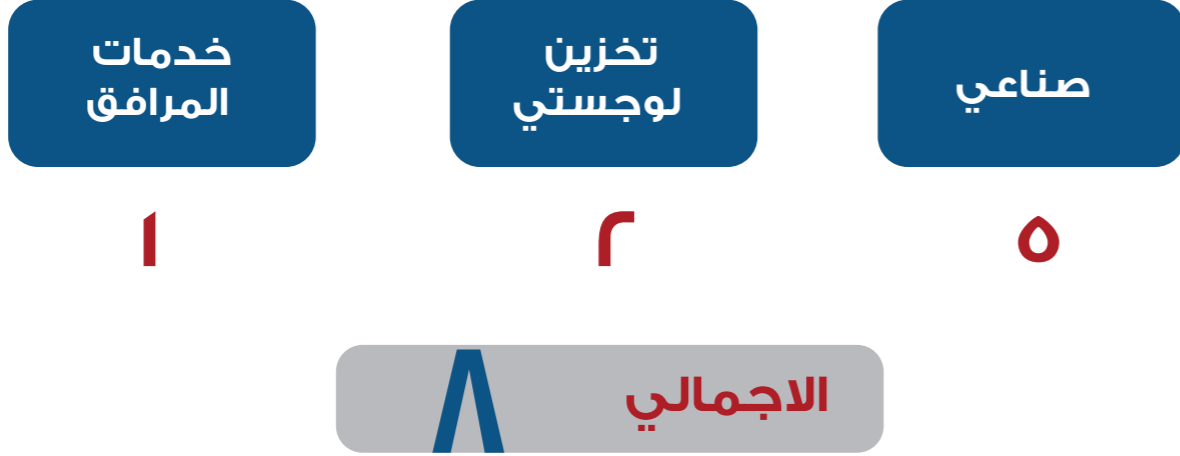 صناعي
تخزين
لوجستي
خدمات
المرافق
٥
٢
١
الاجمالي ٨